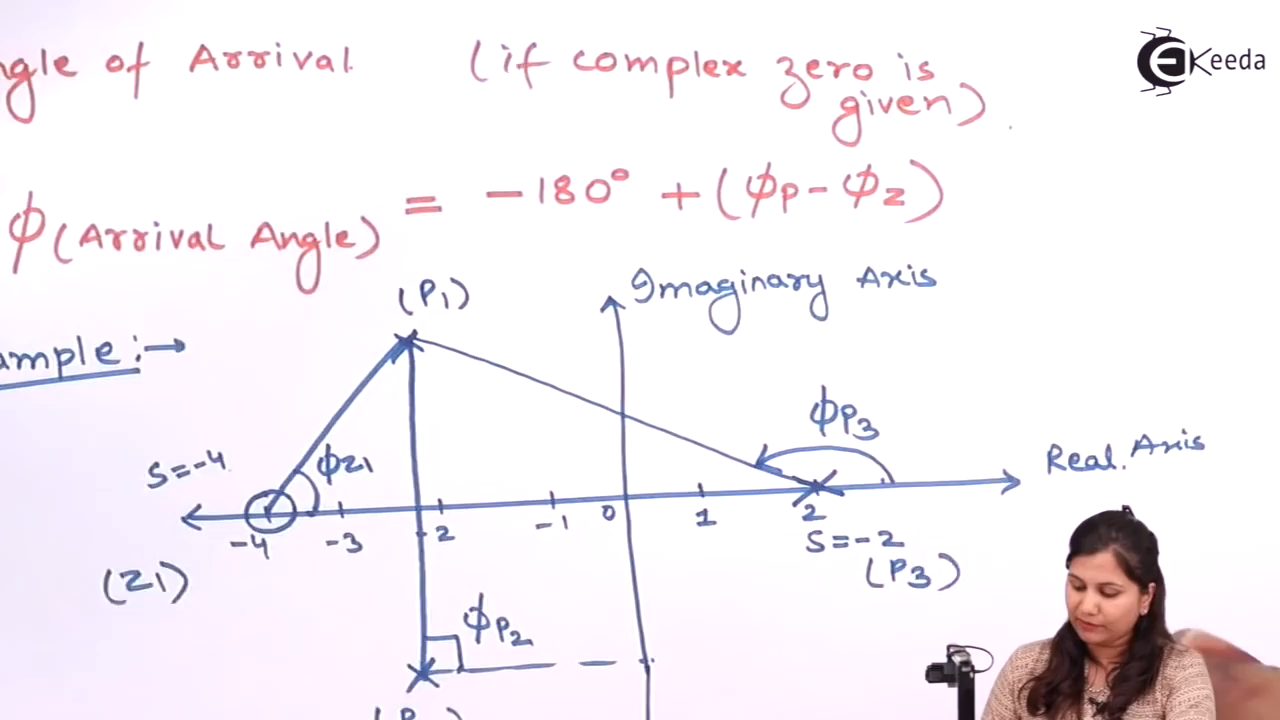 ngle of Arrival (if complex zero is
given)
ϕ(Arrival Angle) = -180° + (ϕP - ϕZ)
(P1)
Imaginary Axis
ample:→
ϕP3
Real. Axis
S=-4
ϕZ1
-4 -3 -2 -1 0 1 2
S=-2
(Z1)
(P3)
ϕP2
EKeeda